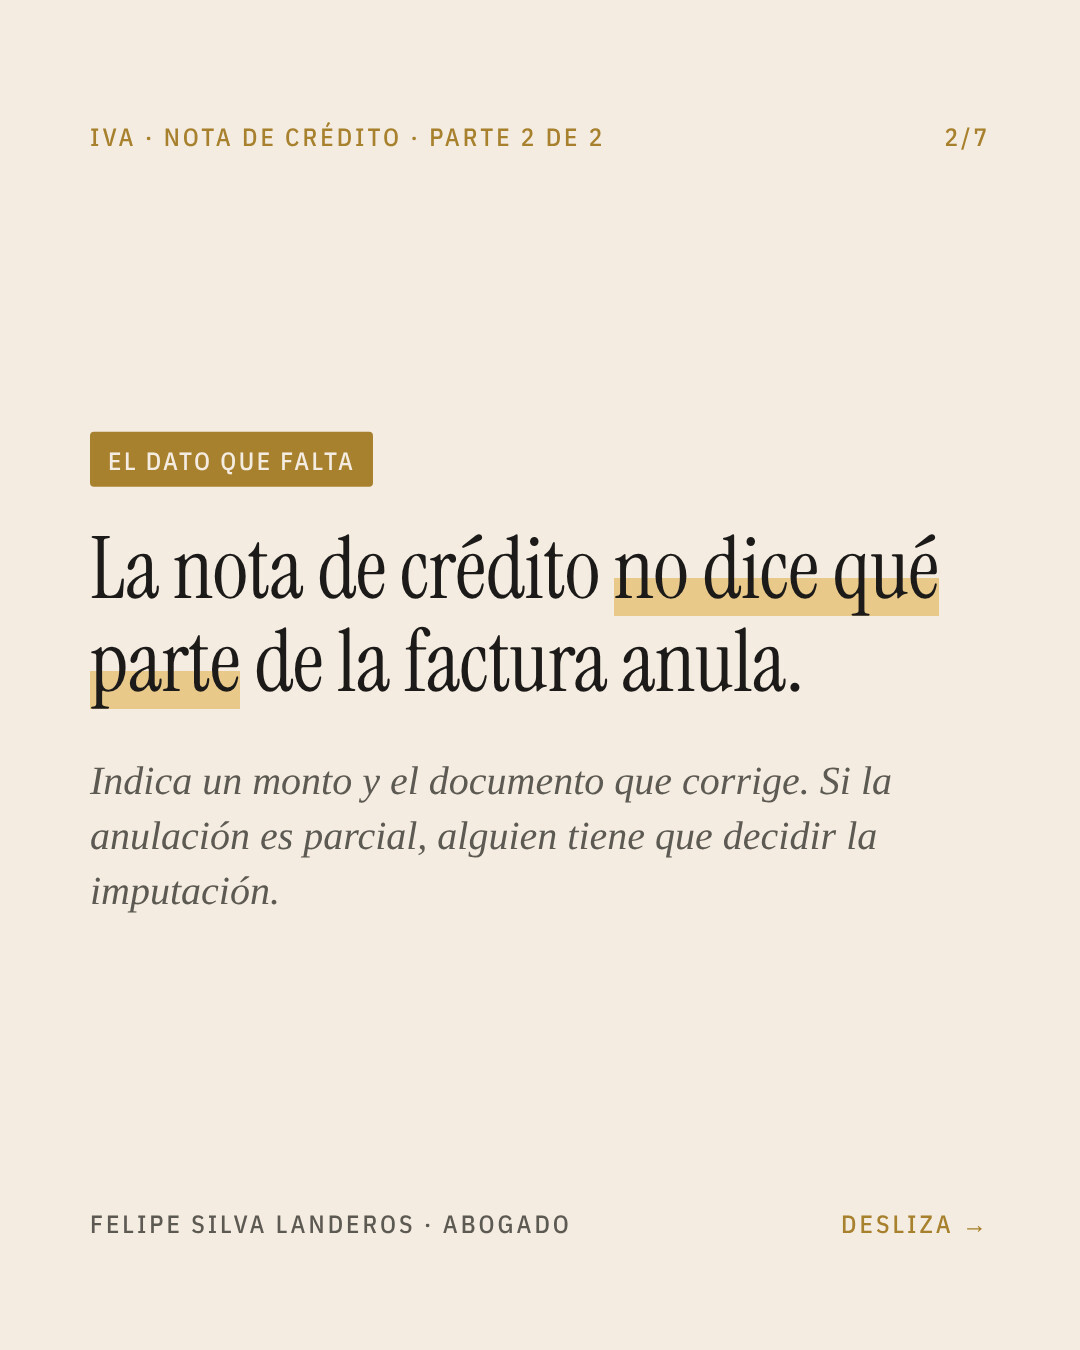 IVA · NOTA DE CRÉDITO · PARTE 2 DE 2
2/7
EL DATO QUE FALTA
La nota de crédito no dice qué
parte de la factura anula.
Indica un monto y el documento que corrige. Si la
anulación es parcial, alguien tiene que decidir la
imputación.
FELIPE SILVA LANDEROS · ABOGADO
DESLIZA →